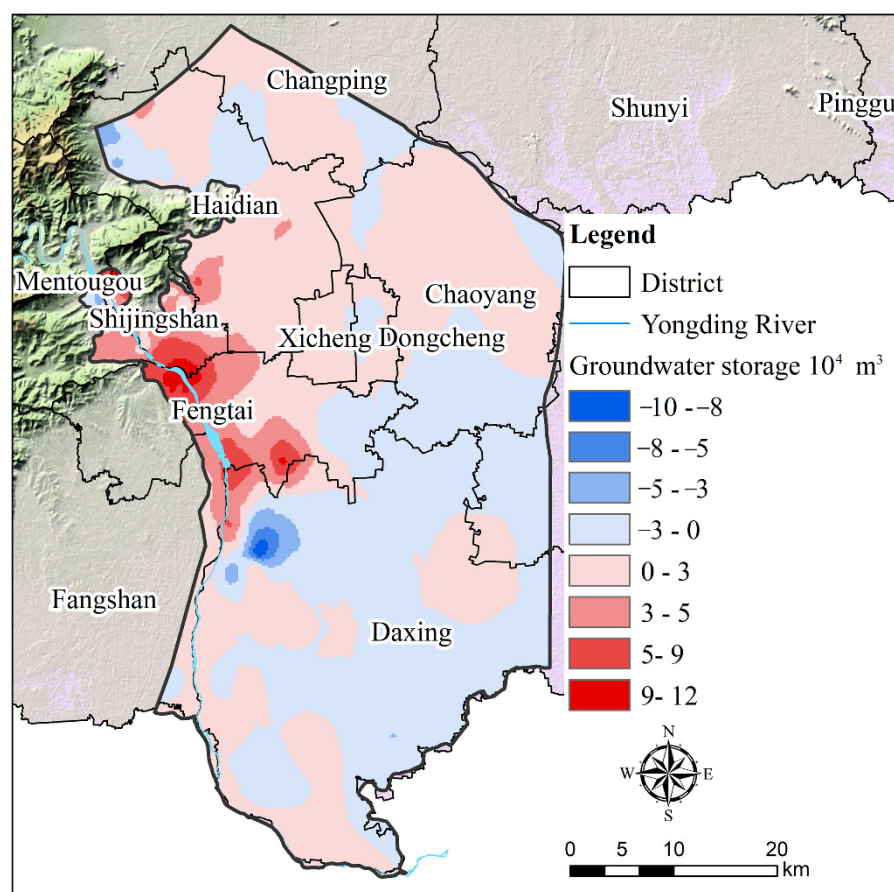 Changping
Shunyi
Pinggu
Haidian
Mentougou
Shijingshan
Chaoyang
Xicheng
Dongcheng
Fengtai
Fangshan
Daxing
Legend
District
Yongding River
Groundwater storage 10⁴ m³
−10 - −8
−8 - −5
−5 - −3
−3 - 0
0 - 3
3 - 5
5- 9
9- 12
N
W E
S
0 5 10 20
km